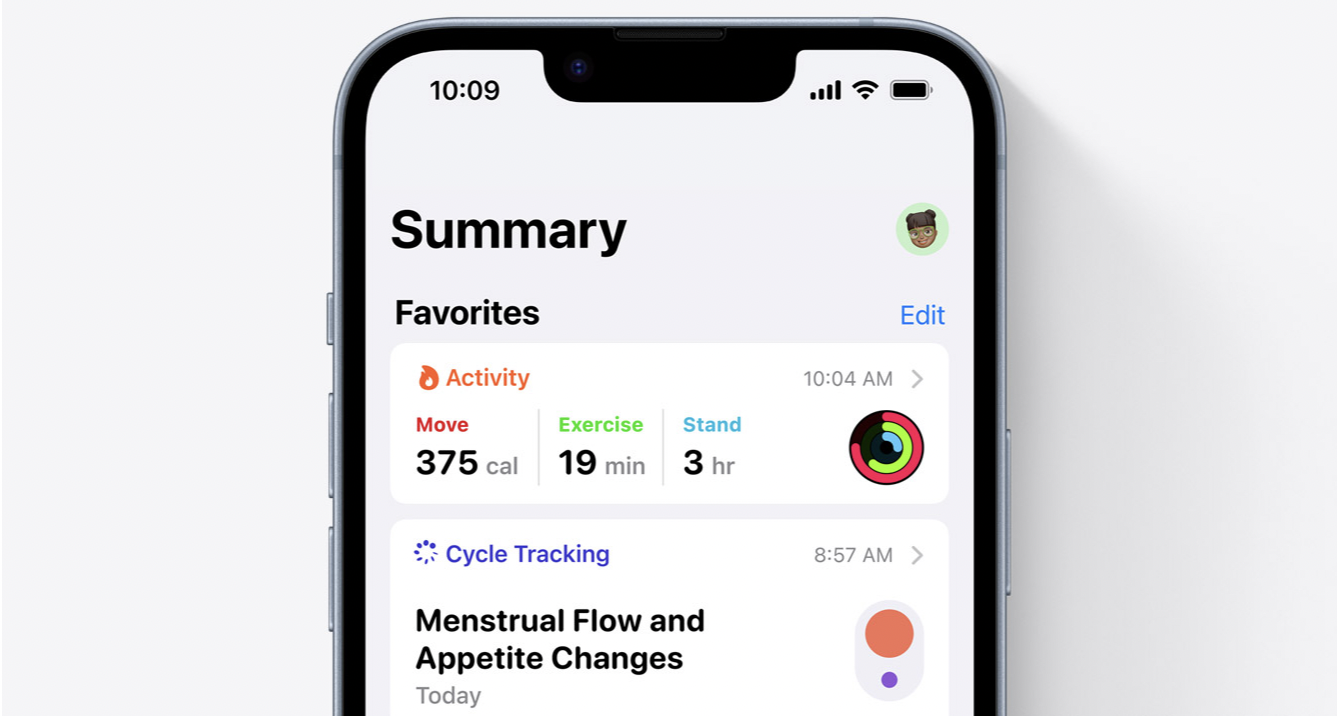 10:09
Summary
Favorites
Edit
Activity
10:04 AM
Move
Exercise
Stand
375 cal
19 min
3 hr
Cycle Tracking
8:57 AM
Menstrual Flow and
Appetite Changes
Today